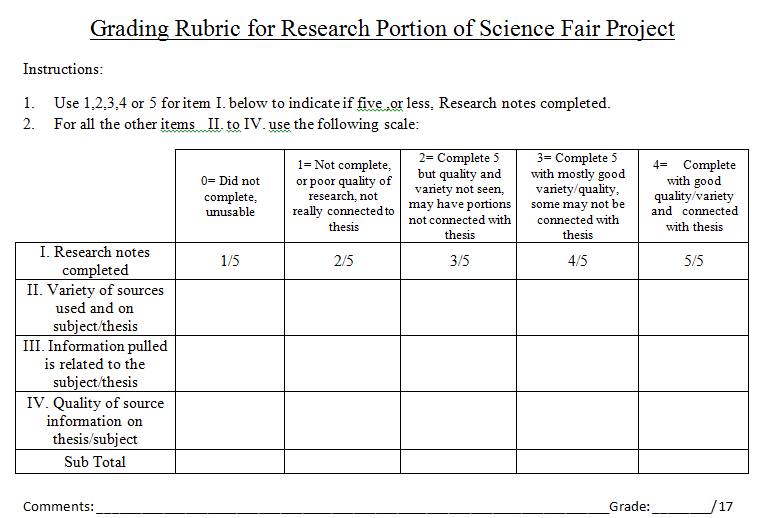 Grading Rubric for Research Portion of Science Fair Project
Instructions:
1. Use 1,2,3,4 or 5 for item I. below to indicate if five ,or less, Research notes completed.
2. For all the other items II. to IV. use the following scale:
0= Did not
complete,
unusable
1= Not complete,
or poor quality of
research, not
really connected to
thesis
2= Complete 5
but quality and
variety not seen,
may have portions
not connected with
thesis
3= Complete 5
with mostly good
variety/quality,
some may not be
connected with
thesis
4= Complete
with good
quality/variety
and connected
with thesis
I. Research notes
completed
1/5
2/5
3/5
4/5
5/5
II. Variety of sources
used and on
subject/thesis
III. Information pulled
is related to the
subject/thesis
IV. Quality of source
information on
thesis/subject
Sub Total
Comments:____________________________________________________________Grade:________/17